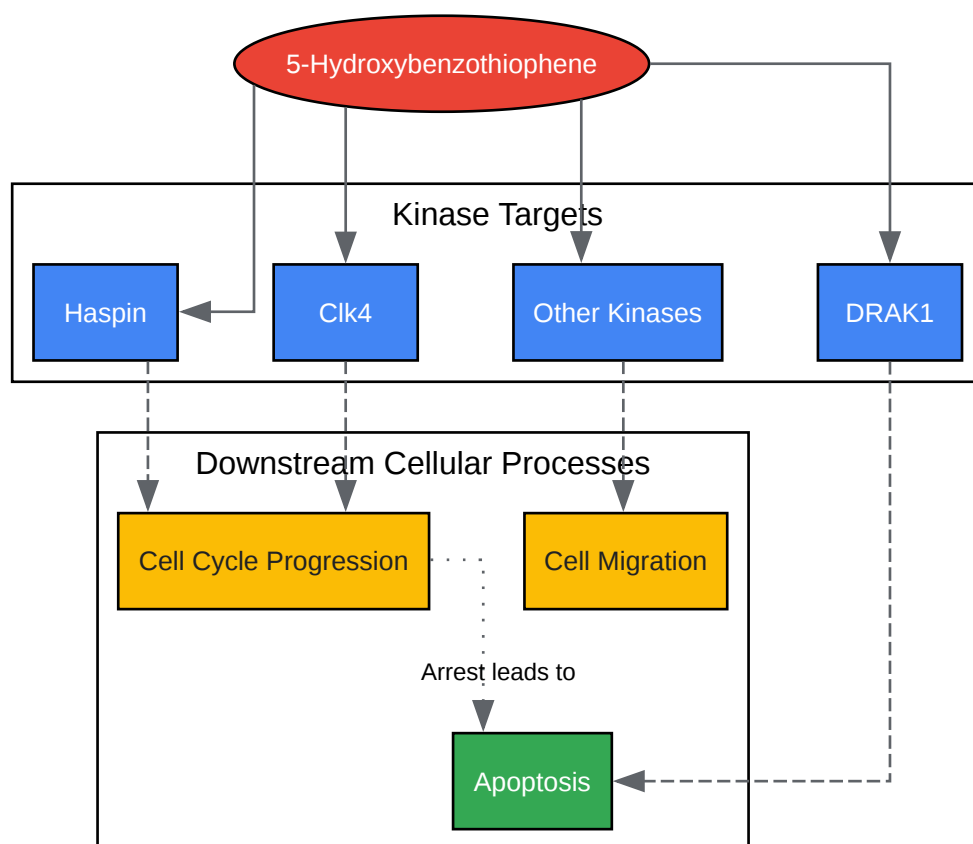 5-Hydroxybenzothiophene
Kinase Targets
Haspin
Clk4
Other Kinases
DRAK1
Downstream Cellular Processes
Cell Cycle Progression
Cell Migration
Arrest leads to
Apoptosis